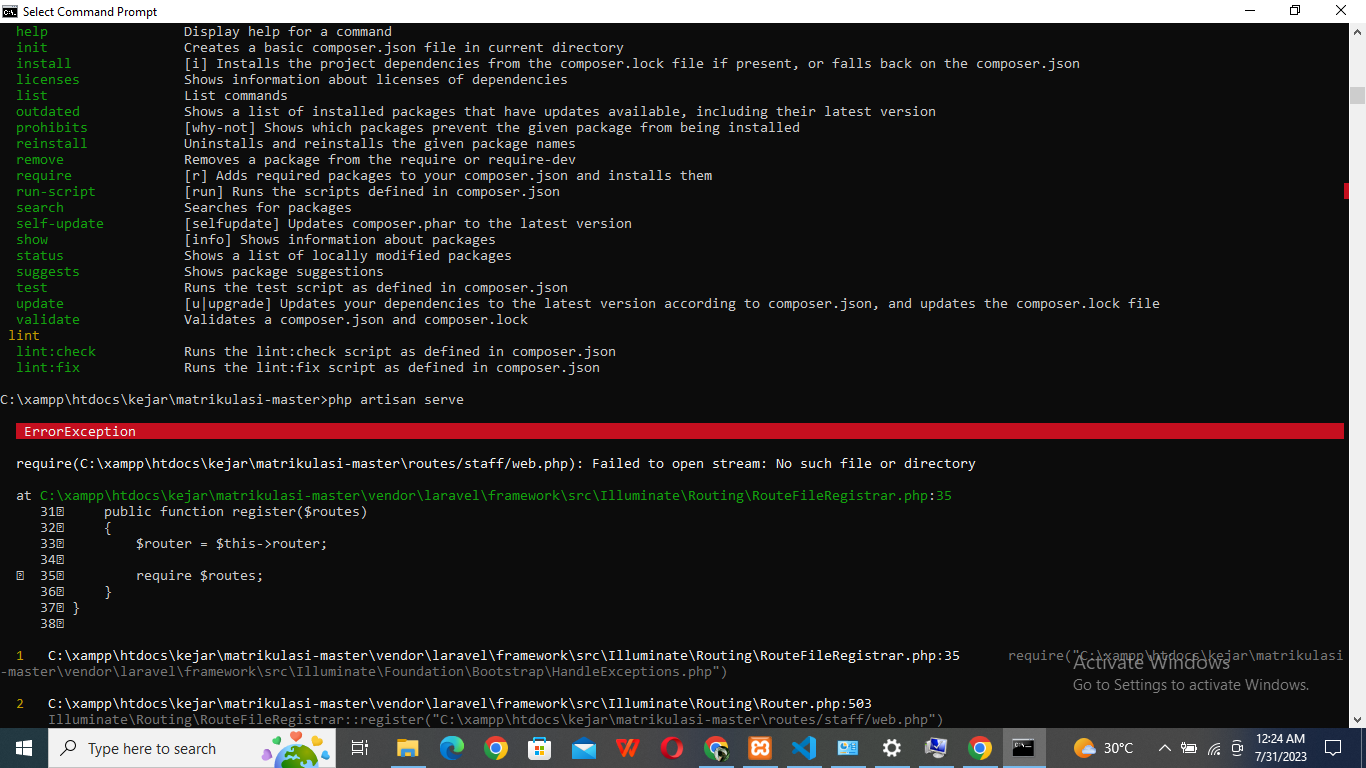 Select Command Prompt
help Display help for a command
init Creates a basic composer.json file in current directory
install [i] Installs the project dependencies from the composer.lock file if present, or falls back on the composer.json
licenses Shows information about licenses of dependencies
list List commands
outdated Shows a list of installed packages that have updates available, including their latest version
prohibits [why-not] Shows which packages prevent the given package from being installed
reinstall Uninstalls and reinstalls the given package names
remove Removes a package from the require or require-dev
require [r] Adds required packages to your composer.json and installs them
run-script [run] Runs the scripts defined in composer.json
search Searches for packages
self-update [selfupdate] Updates composer.phar to the latest version
show [info] Shows information about packages
status Shows a list of locally modified packages
suggests Shows package suggestions
test Runs the test script as defined in composer.json
update [u|upgrade] Updates your dependencies to the latest version according to composer.json, and updates the composer.lock file
validate Validates a composer.json and composer.lock
lint
lint:check Runs the lint:check script as defined in composer.json
lint:fix Runs the lint:fix script as defined in composer.json
C:\xampp\htdocs\kejar\matrikulasi-master>php artisan serve
ErrorException
require(C:\xampp\htdocs\kejar\matrikulasi-master\routes/staff/web.php): Failed to open stream: No such file or directory
at C:\xampp\htdocs\kejar\matrikulasi-master\vendor\laravel\framework\src\Illuminate\Routing\RouteFileRegistrar.php:35
31 public function register($routes)
32 {
33 $router = $this->router;
34
35 require $routes;
36 }
37 }
38
1 C:\xampp\htdocs\kejar\matrikulasi-master\vendor\laravel\framework\src\Illuminate\Routing\RouteFileRegistrar.php:35 require("C:\xampp\htdocs\kejar\matrikulasi
-master\vendor\laravel\framework\src\Illuminate\Foundation\Bootstrap\HandleExceptions.php")
Activate Windows
Go to Settings to activate Windows.
2 C:\xampp\htdocs\kejar\matrikulasi-master\vendor\laravel\framework\src\Illuminate\Routing\Router.php:503
Illuminate\Routing\RouteFileRegistrar::register("C:\xampp\htdocs\kejar\matrikulasi-master\routes/staff/web.php")
Type here to search
30°C
12:24 AM
7/31/2023